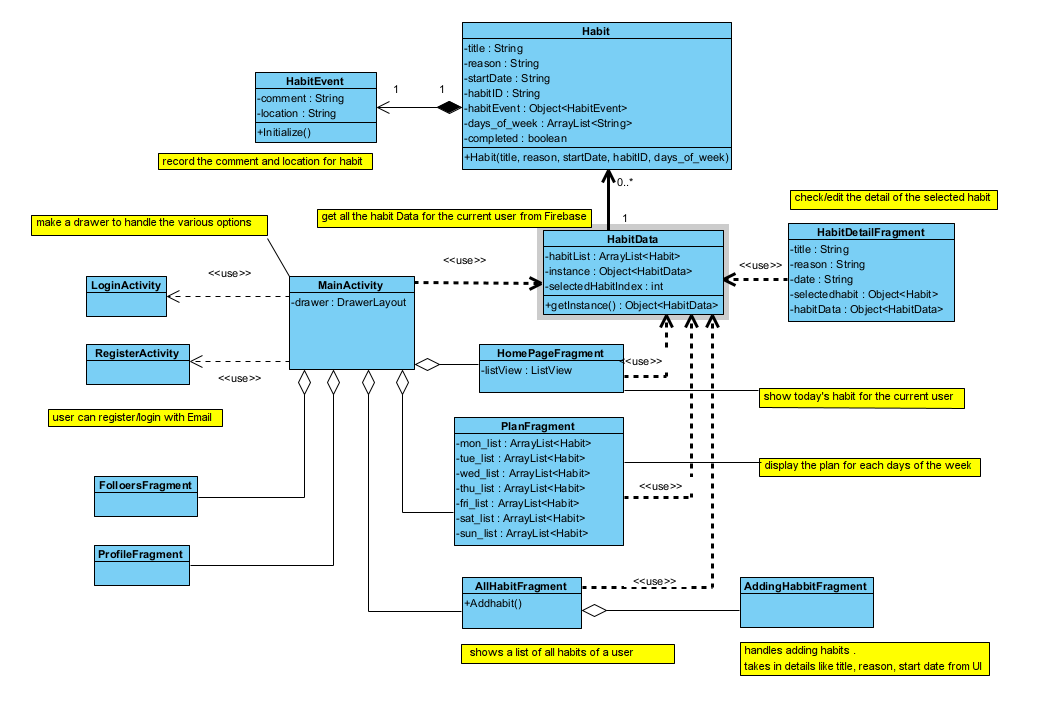 Habit
-title : String
-reason : String
-startDate : String
-habitID : String
-habitEvent : Object<HabitEvent>
-days_of_week : ArrayList<String>
-completed : boolean
+Habit(title, reason, startDate, habitID, days_of_week)
HabitEvent
-comment : String
-location : String
+Initialize()
1
1
record the comment and location for habit
0..*
1
get all the habit Data for the current user from Firebase
check/edit the detail of the selected habit
make a drawer to handle the various options
HabitData
-habitList : ArrayList<Habit>
-instance : Object<HabitData>
-selectedHabitIndex : int
+getInstance() : Object<HabitData>
HabitDetailFragment
-title : String
-reason : String
-date : String
-selectedhabit : Object<Habit>
-habitData : Object<HabitData>
<<use>>
<<use>>
<<use>>
LoginActivity
MainActivity
-drawer : DrawerLayout
RegisterActivity
<<use>>
HomePageFragment
-listView : ListView
<<use>>
show today's habit for the current user
user can register/login with Email
PlanFragment
-mon_list : ArrayList<Habit>
-tue_list : ArrayList<Habit>
-wed_list : ArrayList<Habit>
-thu_list : ArrayList<Habit>
-fri_list : ArrayList<Habit>
-sat_list : ArrayList<Habit>
-sun_list : ArrayList<Habit>
display the plan for each days of the week
<<use>>
FolloersFragment
ProfileFragment
AllHabitFragment
+Addhabit()
<<use>>
AddingHabbitFragment
shows a list of all habits of a user
handles adding habits .
takes in details like title, reason, start date from UI